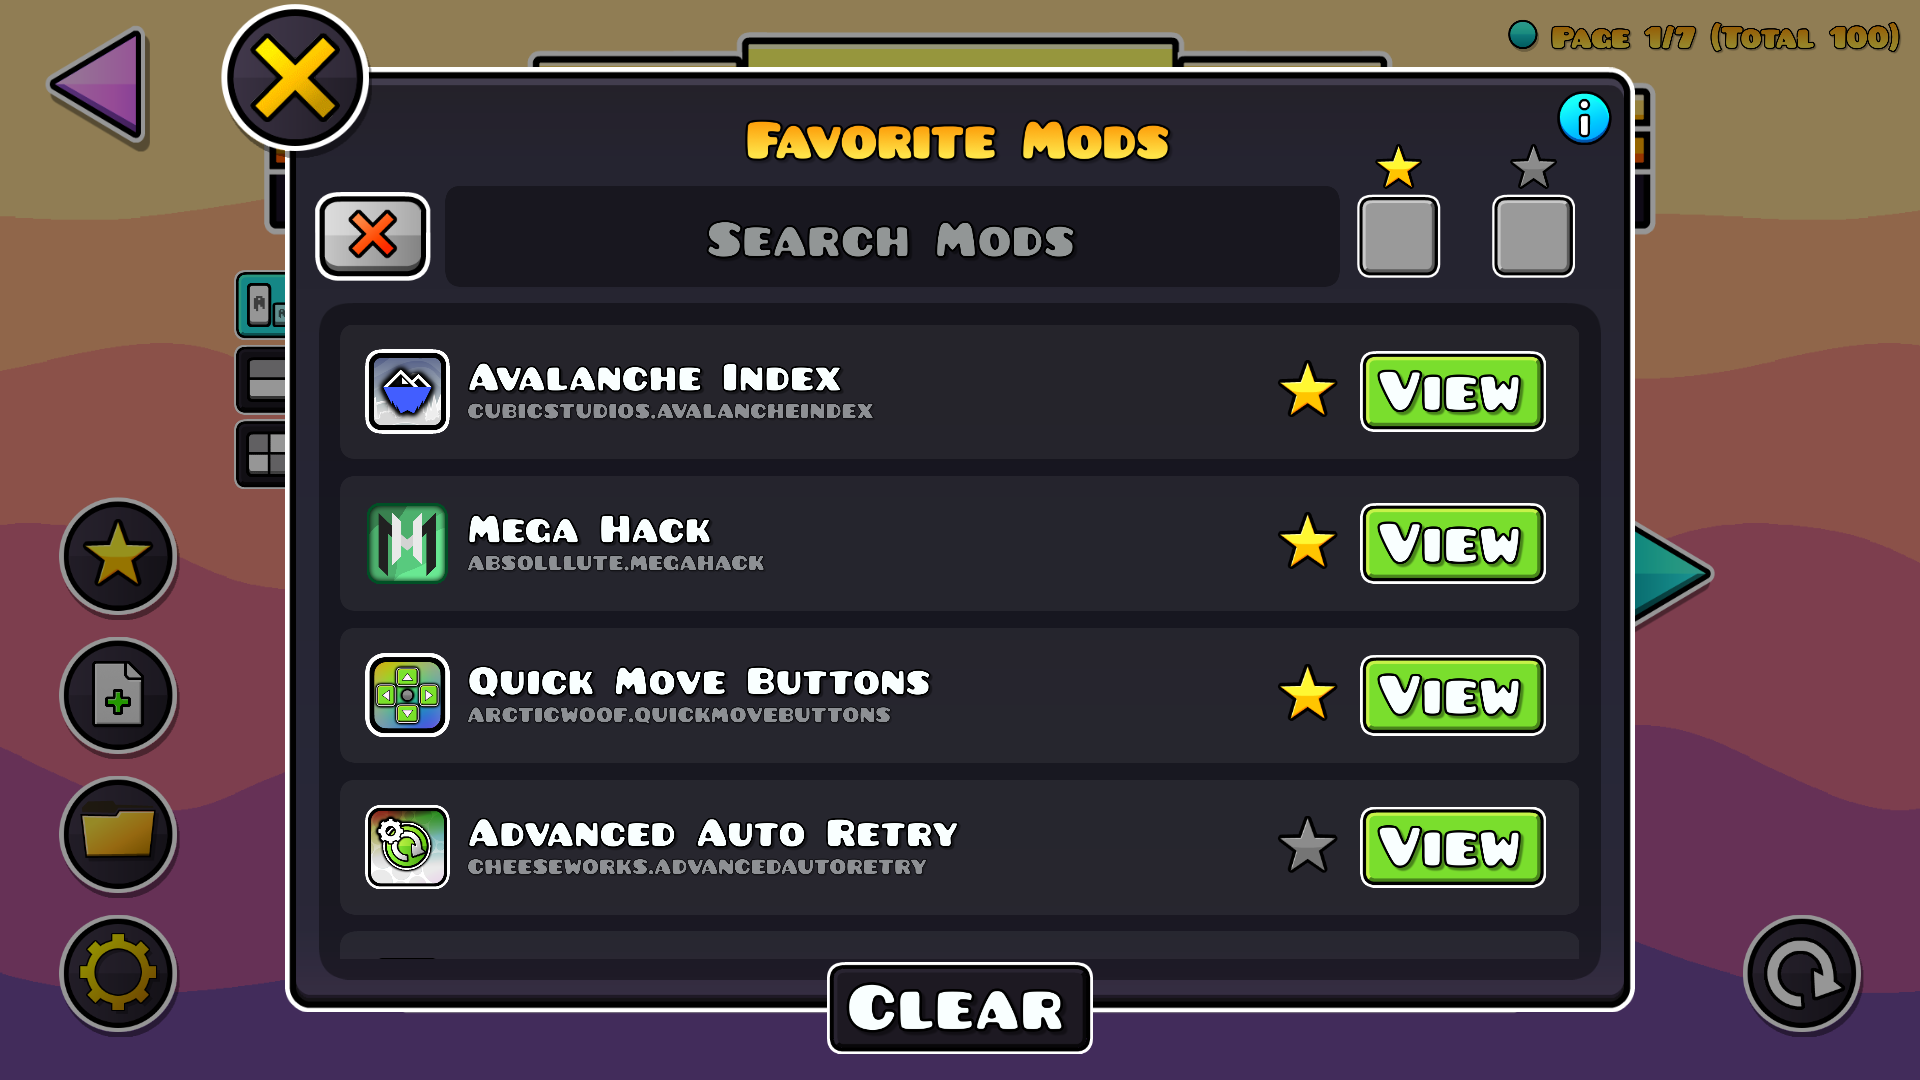 Page 1/7 (Total 100)
Favorite Mods
Search Mods
Avalanche Index
cubicstudios.avalancheindex
View
Mega Hack
absolllute.megahack
View
Quick Move Buttons
arcticwoof.quickmovebuttons
View
Advanced Auto Retry
cheeseworks.advancedautoretry
View
Clear